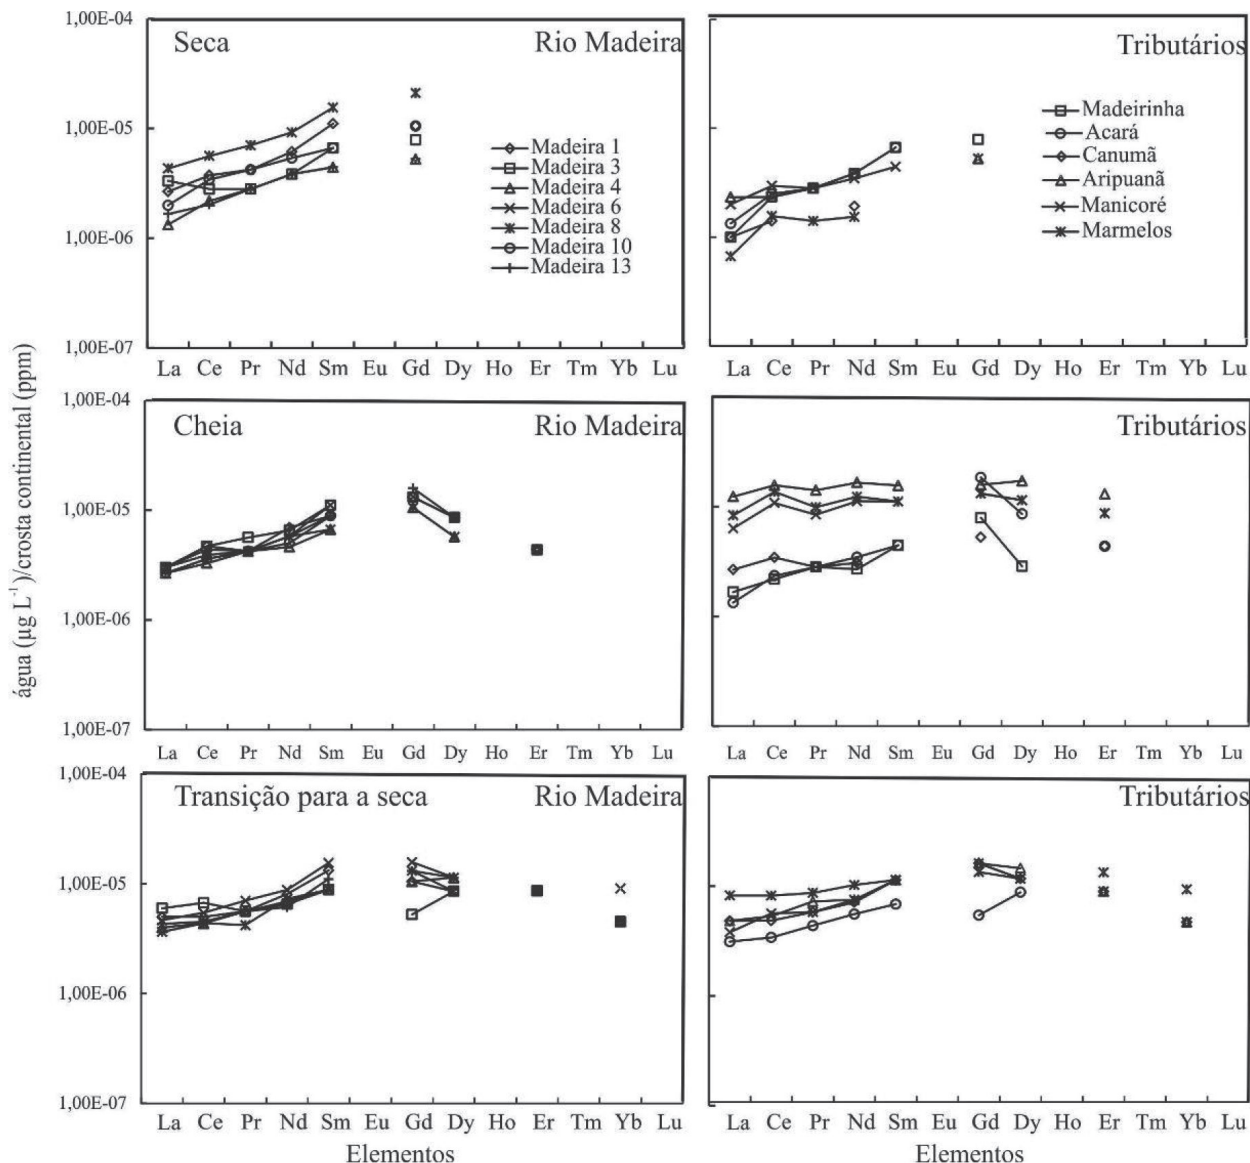 Seca Rio Madeira
1,00E-04
1,00E-05
1,00E-06
1,00E-07
Madeira 1
Madeira 3
Madeira 4
Madeira 6
Madeira 8
Madeira 10
Madeira 13
La Ce Pr Nd Sm Eu Gd Dy Ho Er Tm Yb Lu
Tributários
Madeirinha
Acará
Canumã
Aripuanã
Manicoré
Marmelos
La Ce Pr Nd Sm Eu Gd Dy Ho Er Tm Yb Lu
água (µg L⁻¹)/crosta continental (ppm)
Cheia Rio Madeira
1,00E-04
1,00E-05
1,00E-06
1,00E-07
La Ce Pr Nd Sm Eu Gd Dy Ho Er Tm Yb Lu
Tributários
La Ce Pr Nd Sm Eu Gd Dy Ho Er Tm Yb Lu
Transição para a seca Rio Madeira
1,00E-04
1,00E-05
1,00E-06
1,00E-07
La Ce Pr Nd Sm Eu Gd Dy Ho Er Tm Yb Lu
Elementos
Tributários
La Ce Pr Nd Sm Eu Gd Dy Ho Er Tm Yb Lu
Elementos